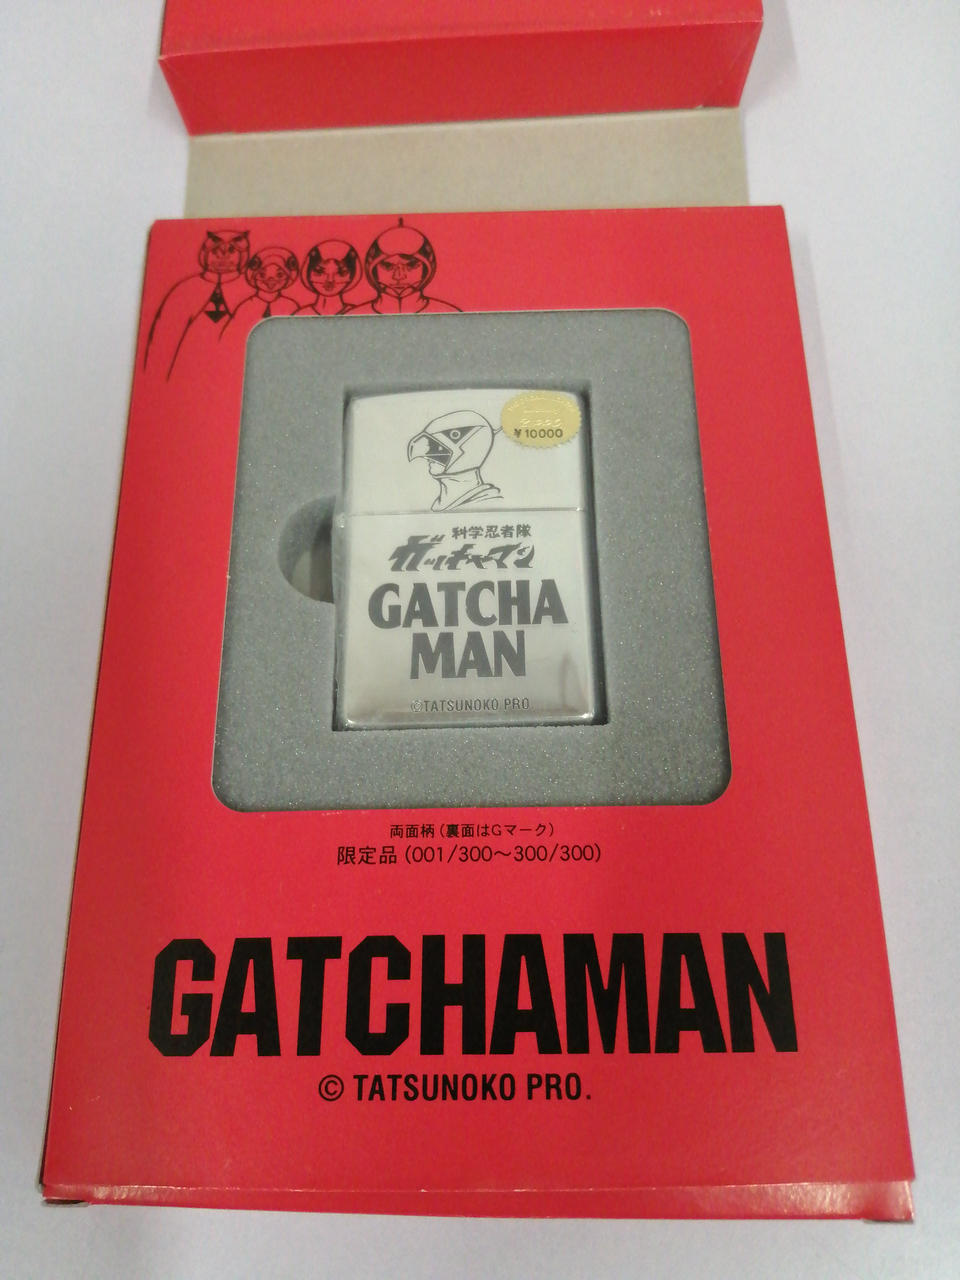 ¥10000
科学忍者隊
ガッチャマン
GATCHA
MAN
©TATSUNOKO PRO
両面柄(裏面はGマーク)
限定品(001/300～300/300)
GATCHAMAN
© TATSUNOKO PRO.